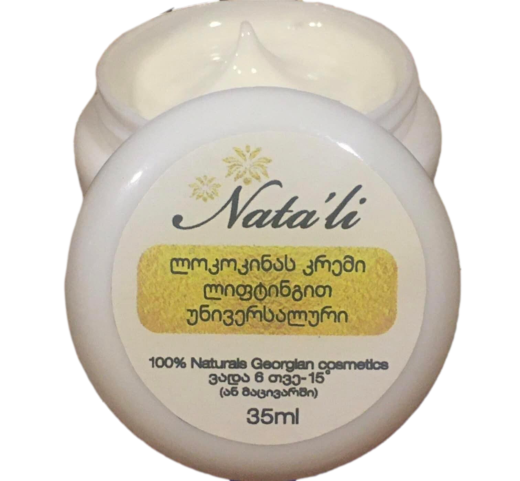 Nata'li
ლოკოკინას კრემი
ლიფტინგით
უნივერსალური
100% Naturals Georgian cosmetics
ვადა 6 თვე-15°
(ან მაცივარში)
35ml